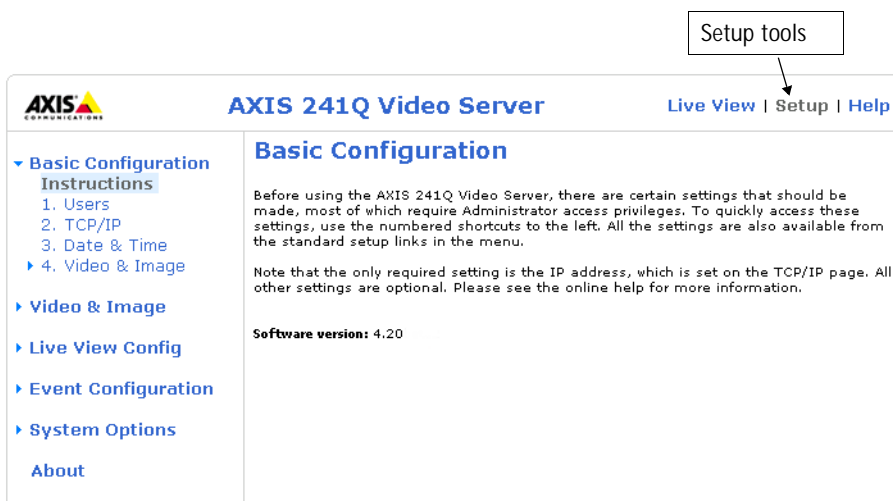 Setup tools
AXIS
COMMUNICATIONS
AXIS 241Q Video Server
Live View | Setup | Help
Basic Configuration
Instructions
1. Users
2. TCP/IP
3. Date & Time
4. Video & Image
Video & Image
Live View Config
Event Configuration
System Options
About
Basic Configuration
Before using the AXIS 241Q Video Server, there are certain settings that should be
made, most of which require Administrator access privileges. To quickly access these
settings, use the numbered shortcuts to the left. All the settings are also available from
the standard setup links in the menu.
Note that the only required setting is the IP address, which is set on the TCP/IP page. All
other settings are optional. Please see the online help for more information.
Software version: 4.20